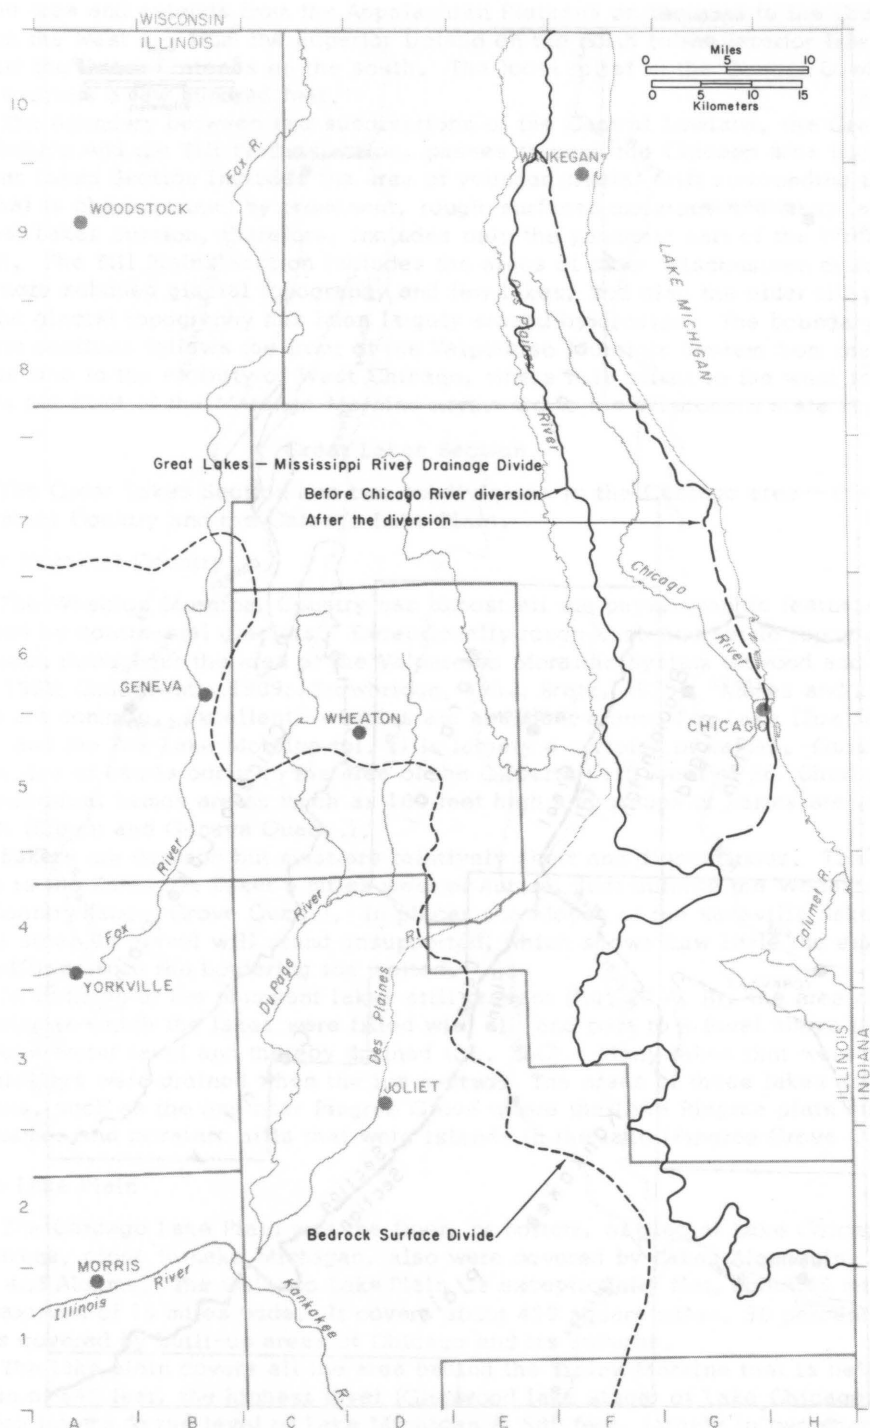 WISCONSIN
ILLINOIS
Miles
0 5 10
0 5 10 15
Kilometers
10
Fox R.
WAUKEGAN
WOODSTOCK
9
LAKE MICHIGAN
Des Plaines
River
8
Great Lakes — Mississippi River Drainage Divide
Before Chicago River diversion
After the diversion
7
Chicago
River
6
GENEVA
WHEATON
CHICAGO
5
River
Fox
Calumet R.
4
River
Du Page
R.
Des Plaines
YORKVILLE
3
ILLINOIS
INDIANA
JOLIET
2
Bedrock Surface Divide
MORRIS
River
Illinois
Kankakee
R.
1
A B C D E F G H